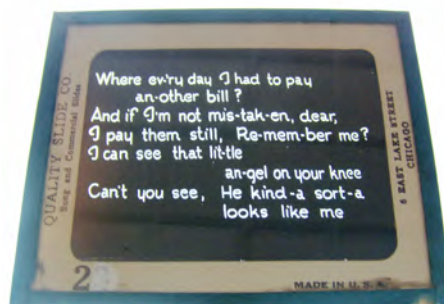 Where ev'ry day I had to pay
an-other bill?
And if I'm not mis-tak-en, dear,
I pay them still, Re-mem-ber me?
I can see that lit-tle
an-gel on your knee
Can't you see, He kind-a sort-a
looks like me
QUALITY SLIDE CO.
Song and Commercial Slides
6 EAST LAKE STREET
CHICAGO
2
MADE IN U. S. A.